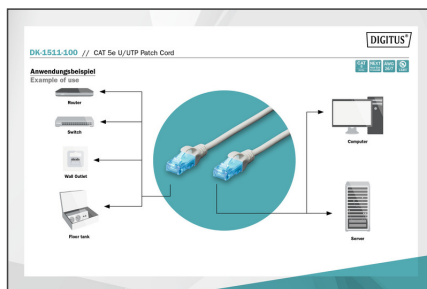 DIGITUS®
DK-1511-100 // CAT 5e U/UTP Patch Cord
Anwendungsbeispiel
Example of use
Router
Switch
Wall Outlet
Floor tank
Computer
Server